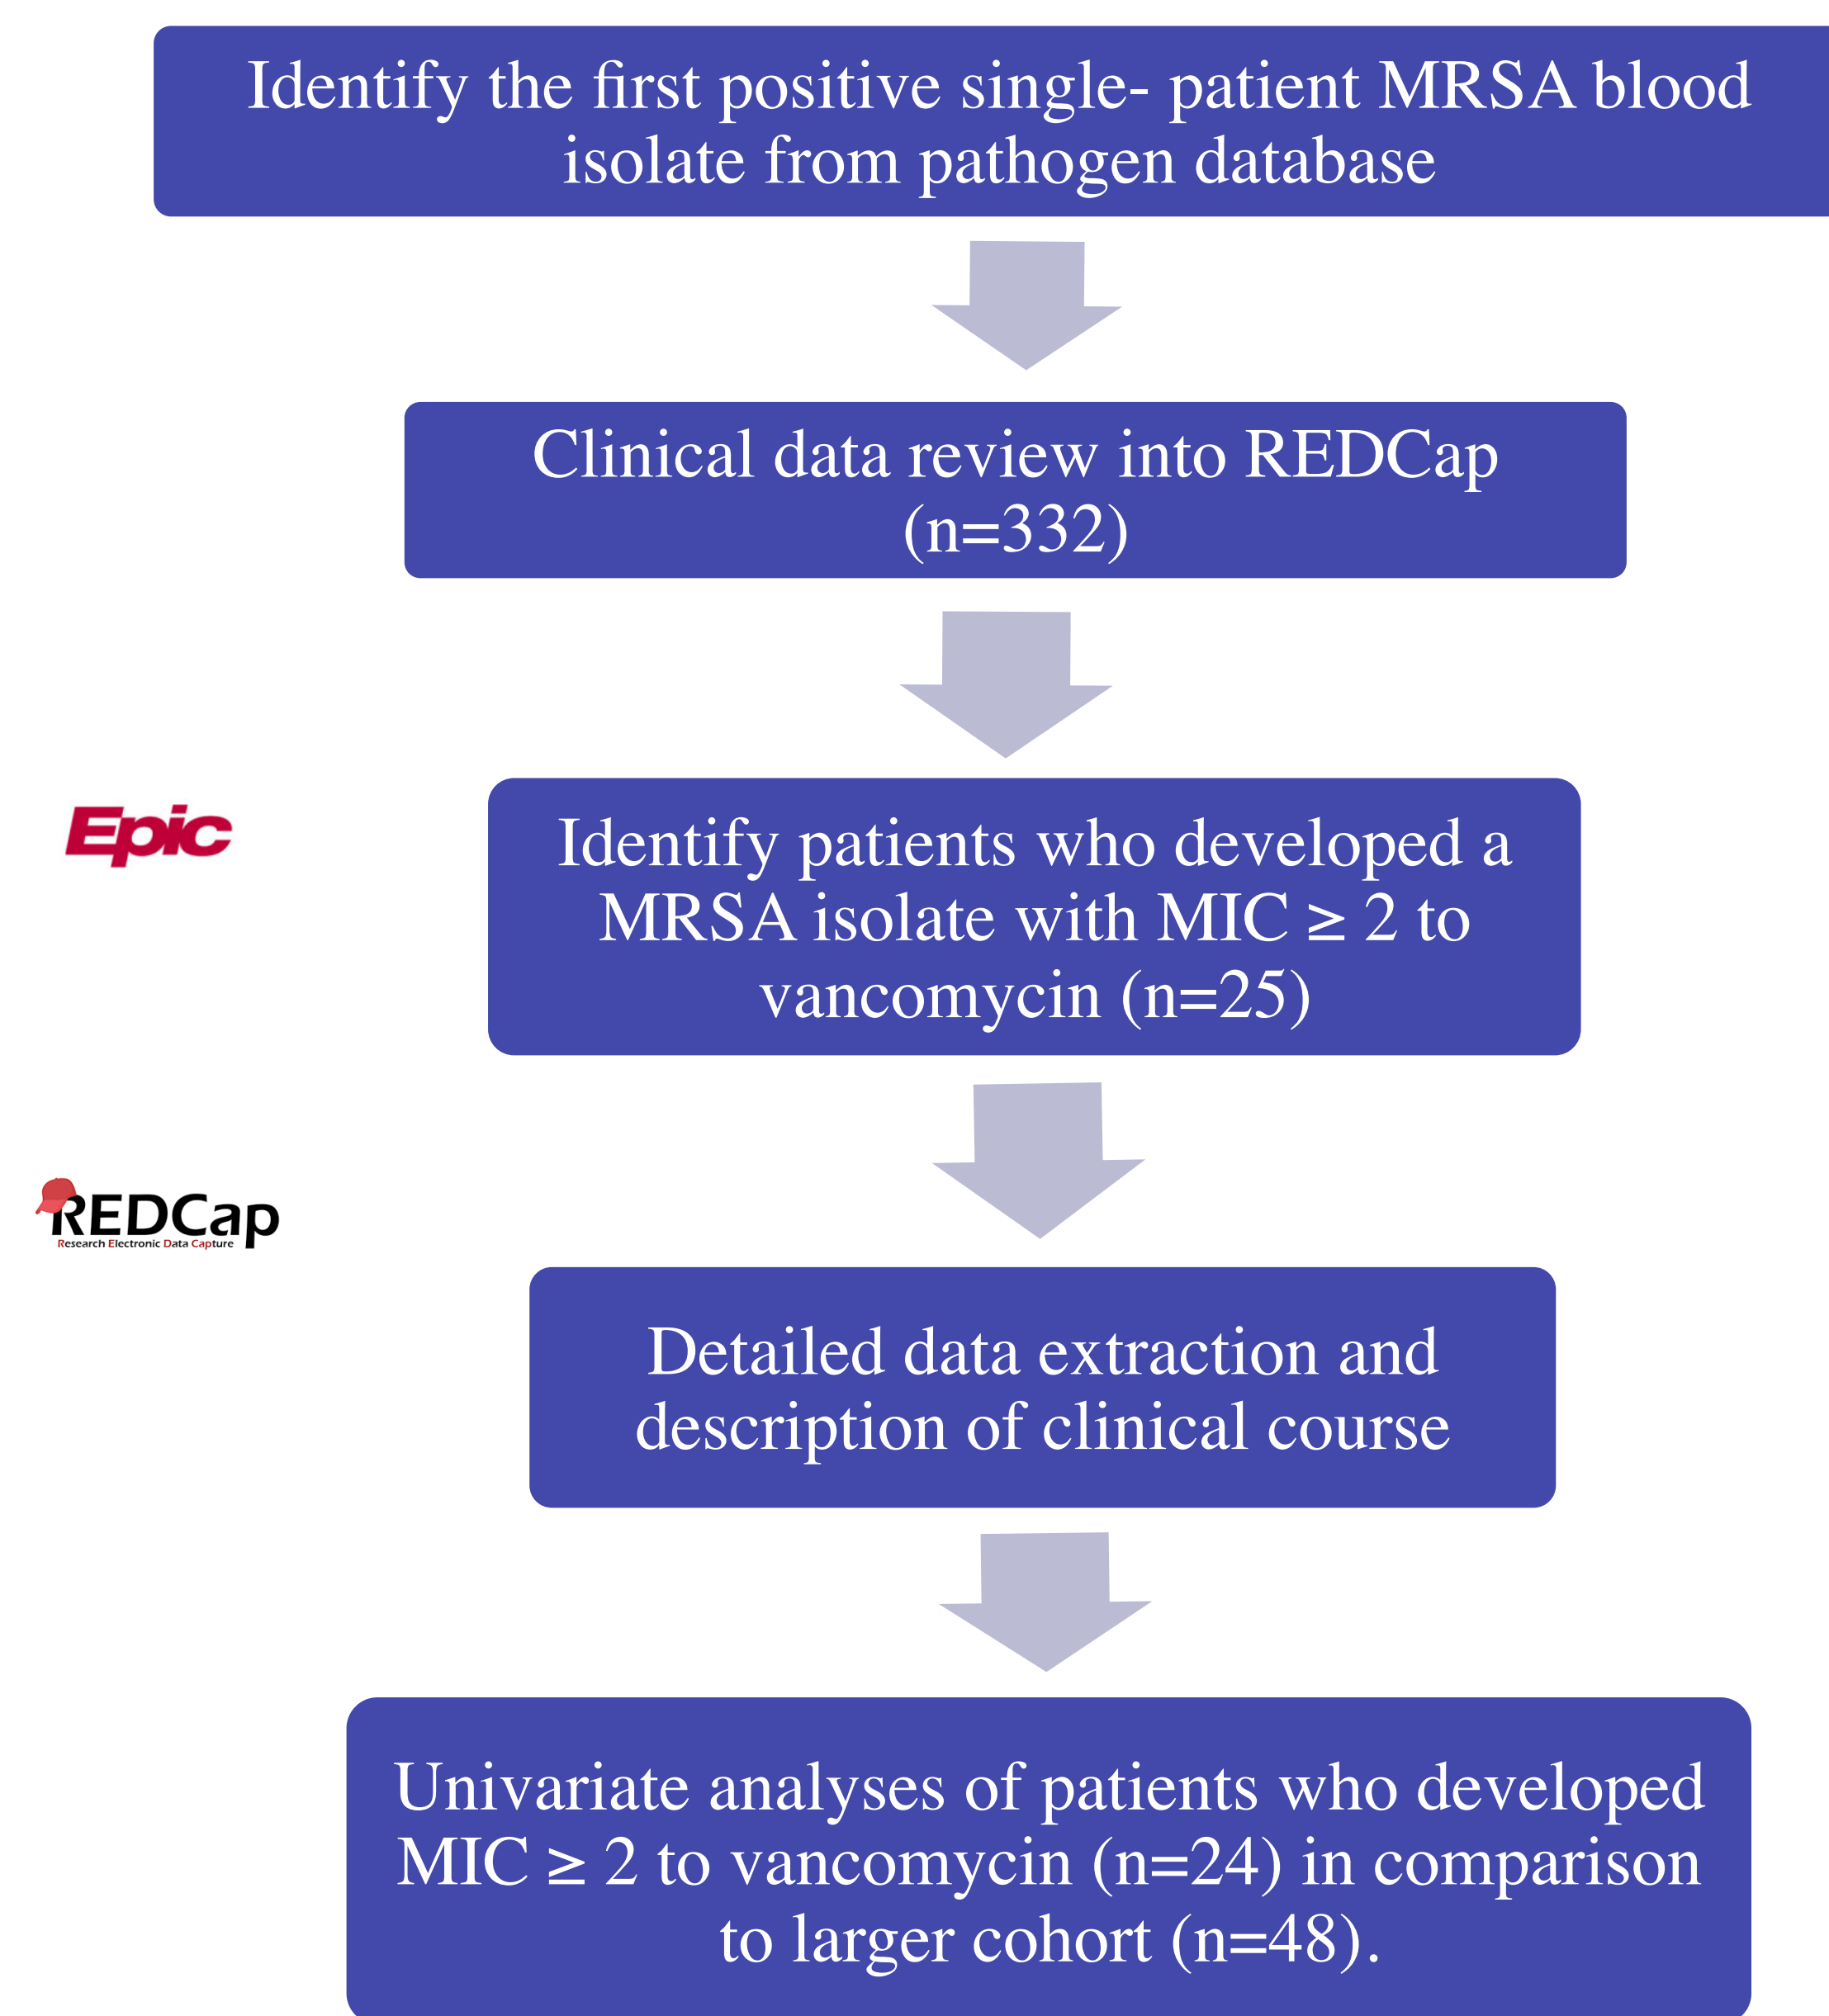 Identify the first positive single- patient MRSA blood
isolate from pathogen database
Clinical data review into REDCap
(n=332)
Epic
Identify patients who developed a
MRSA isolate with MIC ≥ 2 to
vancomycin (n=25)
REDCap
Research Electronic Data Capture
Detailed data extraction and
description of clinical course
Univariate analyses of patients who developed
MIC ≥ 2 to vancomycin (n=24) in comparison
to larger cohort (n=48).